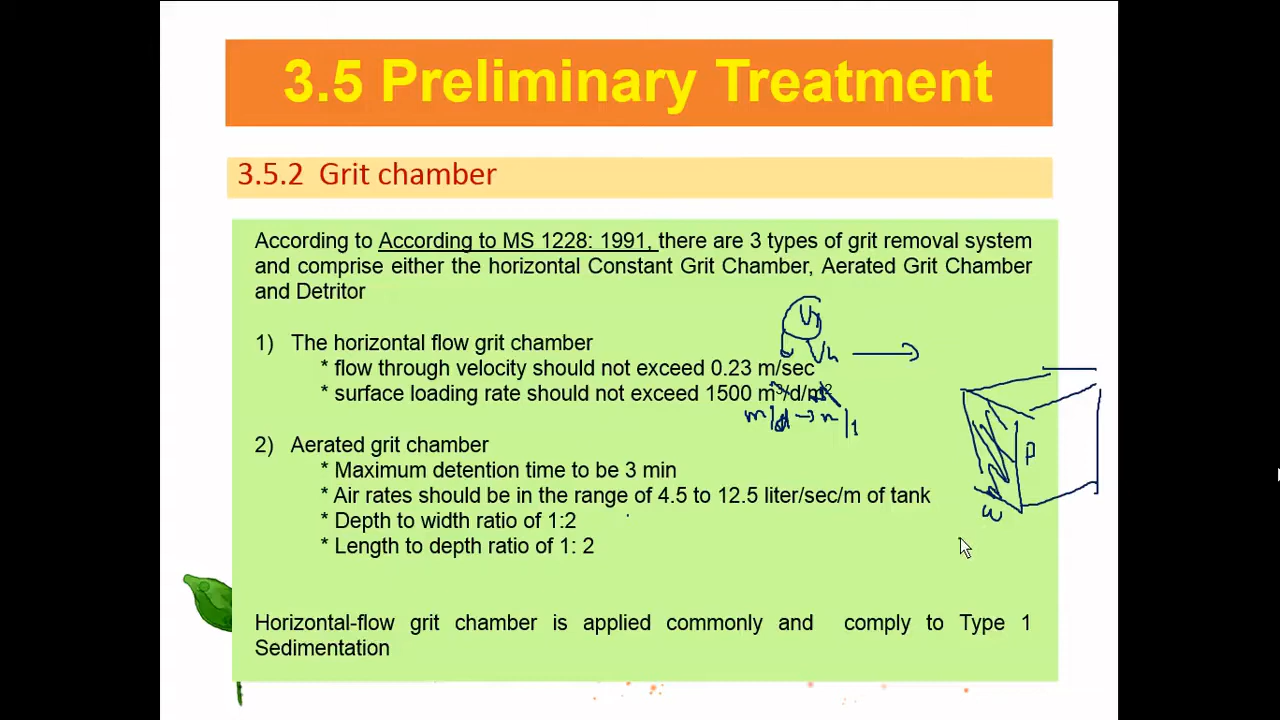 3.5 Preliminary Treatment
3.5.2 Grit chamber
According to According to MS 1228: 1991, there are 3 types of grit removal system
and comprise either the horizontal Constant Grit Chamber, Aerated Grit Chamber
and Detritor
1) The horizontal flow grit chamber
* flow through velocity should not exceed 0.23 m/sec
* surface loading rate should not exceed 1500 m³/d/m²
2) Aerated grit chamber
* Maximum detention time to be 3 min
* Air rates should be in the range of 4.5 to 12.5 liter/sec/m of tank
* Depth to width ratio of 1:2
* Length to depth ratio of 1: 2
Horizontal-flow grit chamber is applied commonly and comply to Type 1
Sedimentation
Vh